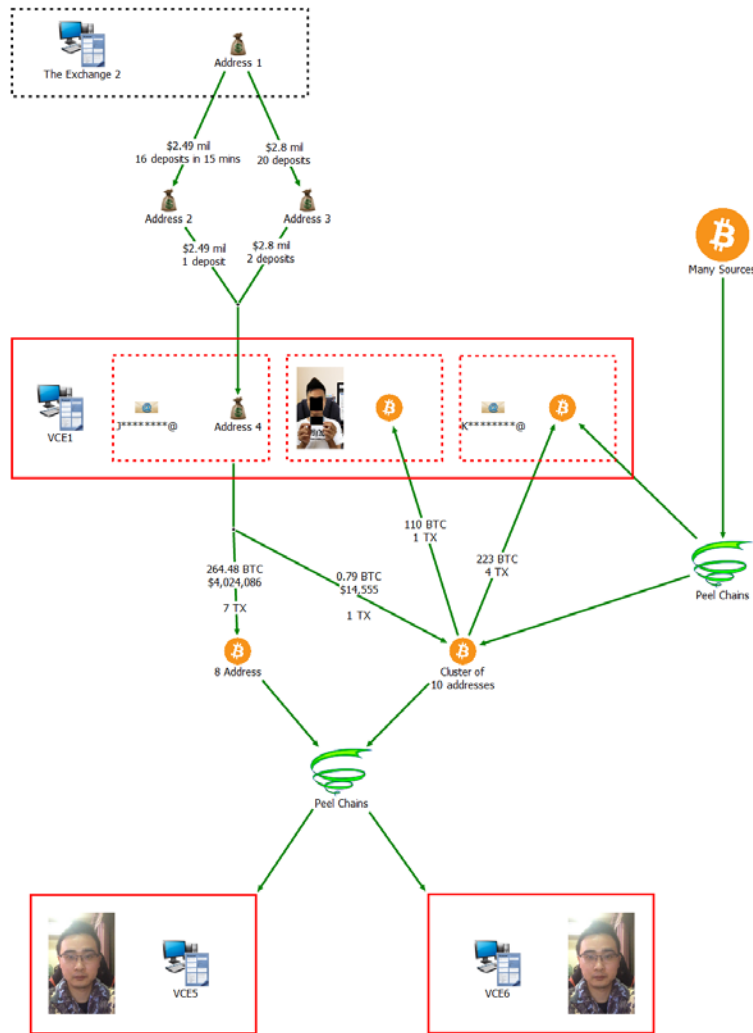 The Exchange 2
Address 1
$2.49 mil
16 deposits in 15 mins
$2.8 mil
20 deposits
Address 2
Address 3
$2.49 mil
1 deposit
$2.8 mil
2 deposits
Many Sources
VCE1
J********@
Address 4
K********@
110 BTC
1 TX
223 BTC
4 TX
264.48 BTC
$4,024,086
7 TX
0.79 BTC
$14,555
1 TX
Peel Chains
8 Address
Cluster of
10 addresses
Peel Chains
VCE5
VCE6